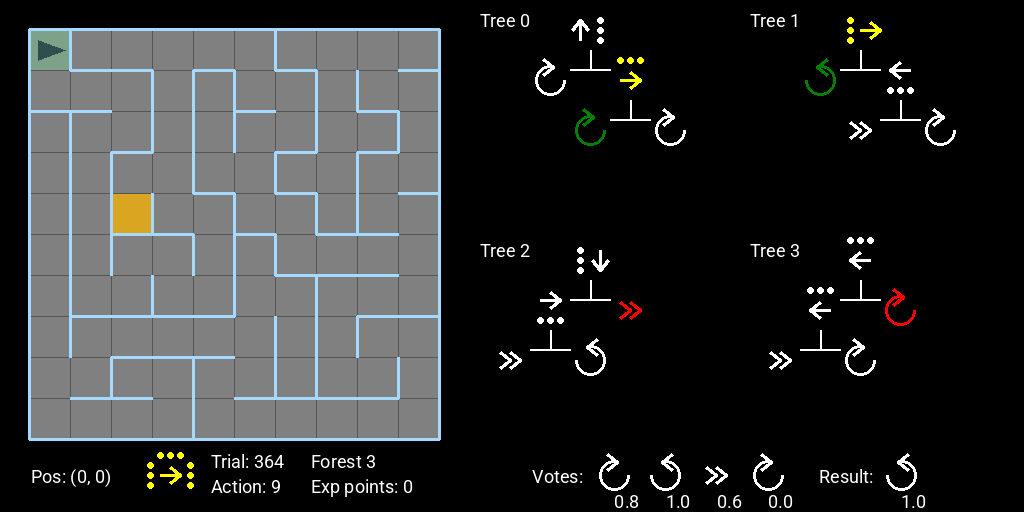 Tree 0
Tree 1
Tree 2
Tree 3
Pos: (0, 0)
Trial: 364
Forest 3
Action: 9
Exp points: 0
Votes:
0.8
1.0
0.6
0.0
Result:
1.0